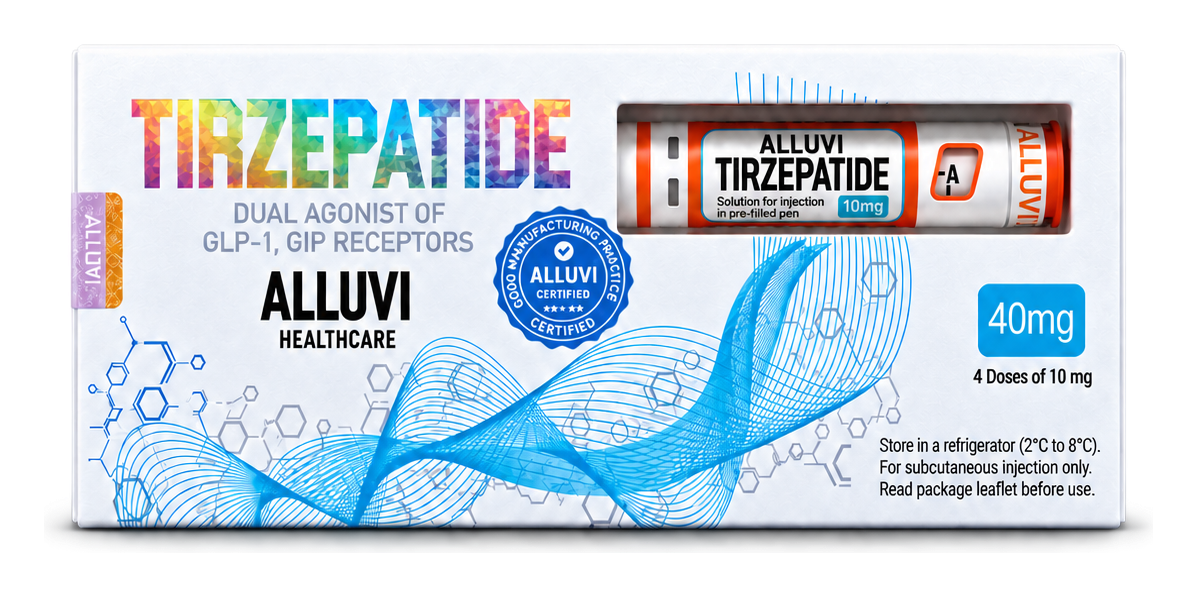 TIRZEPATIDE
DUAL AGONIST OF
GLP-1, GIP RECEPTORS
ALLUVI
HEALTHCARE
ALLUVI
GOOD MANUFACTURING PRACTICE
ALLUVI
CERTIFIED
CERTIFIED
ALLUVI
TIRZEPATIDE
Solution for injection
in pre-filled pen
10mg
A
ALLUVI
40mg
4 Doses of 10 mg
Store in a refrigerator (2°C to 8°C).
For subcutaneous injection only.
Read package leaflet before use.